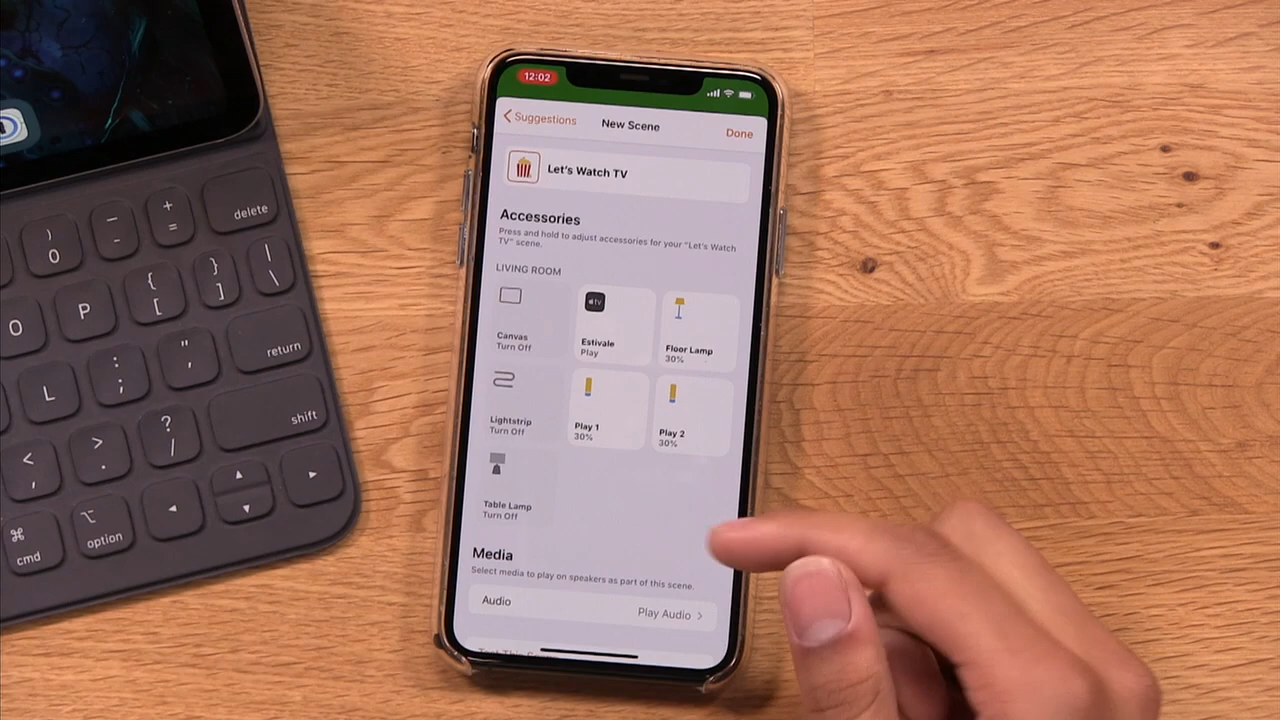 12:02
Suggestions
New Scene
Done
Let's Watch TV
Accessories
Press and hold to adjust accessories for your "Let's Watch
TV" scene.
LIVING ROOM
Canvas
Turn Off
tv
Estivale
Play
Floor Lamp
30%
Lightstrip
Turn Off
Play 1
30%
Play 2
30%
Table Lamp
Turn Off
Media
Select media to play on speakers as part of this scene.
Audio
Play Audio
)
0
_
-
+
=
delete
O
P
{
[
}
]
|
\
L
:
;
"
'
return
<
,
>
.
?
/
shift
⌘
cmd
⌥
option
◄
▲
▼
►